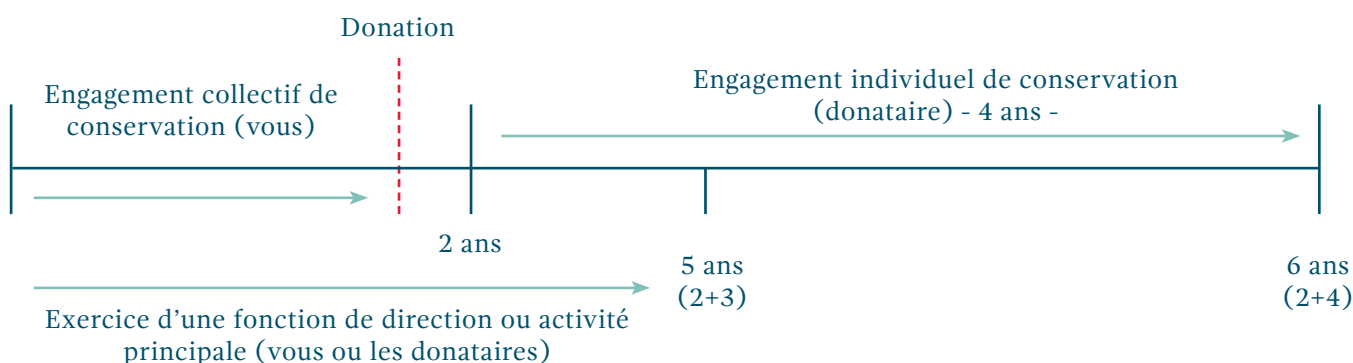 Donation
Engagement collectif de
conservation (vous)
Engagement individuel de conservation
(donataire) - 4 ans -
2 ans
5 ans
(2+3)
6 ans
(2+4)
Exercice d’une fonction de direction ou activité
principale (vous ou les donataires)